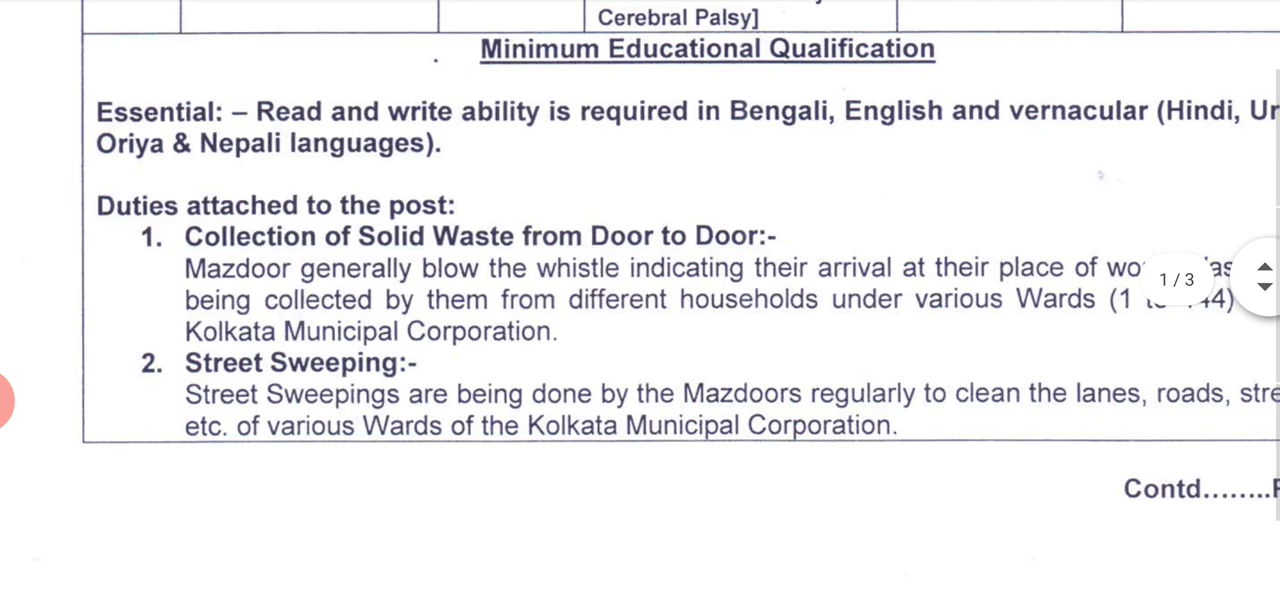 Cerebral Palsy]
Minimum Educational Qualification
Essential: – Read and write ability is required in Bengali, English and vernacular (Hindi,
Oriya & Nepali languages).
Duties attached to the post:
1. Collection of Solid Waste from Door to Door:-
Mazdoor generally blow the whistle indicating their arrival at their place of
1 / 3
being collected by them from different households under various Wards (1
Kolkata Municipal Corporation.
2. Street Sweeping:-
Street Sweepings are being done by the Mazdoors regularly to clean the lanes, roads,
etc. of various Wards of the Kolkata Municipal Corporation.
Contd........